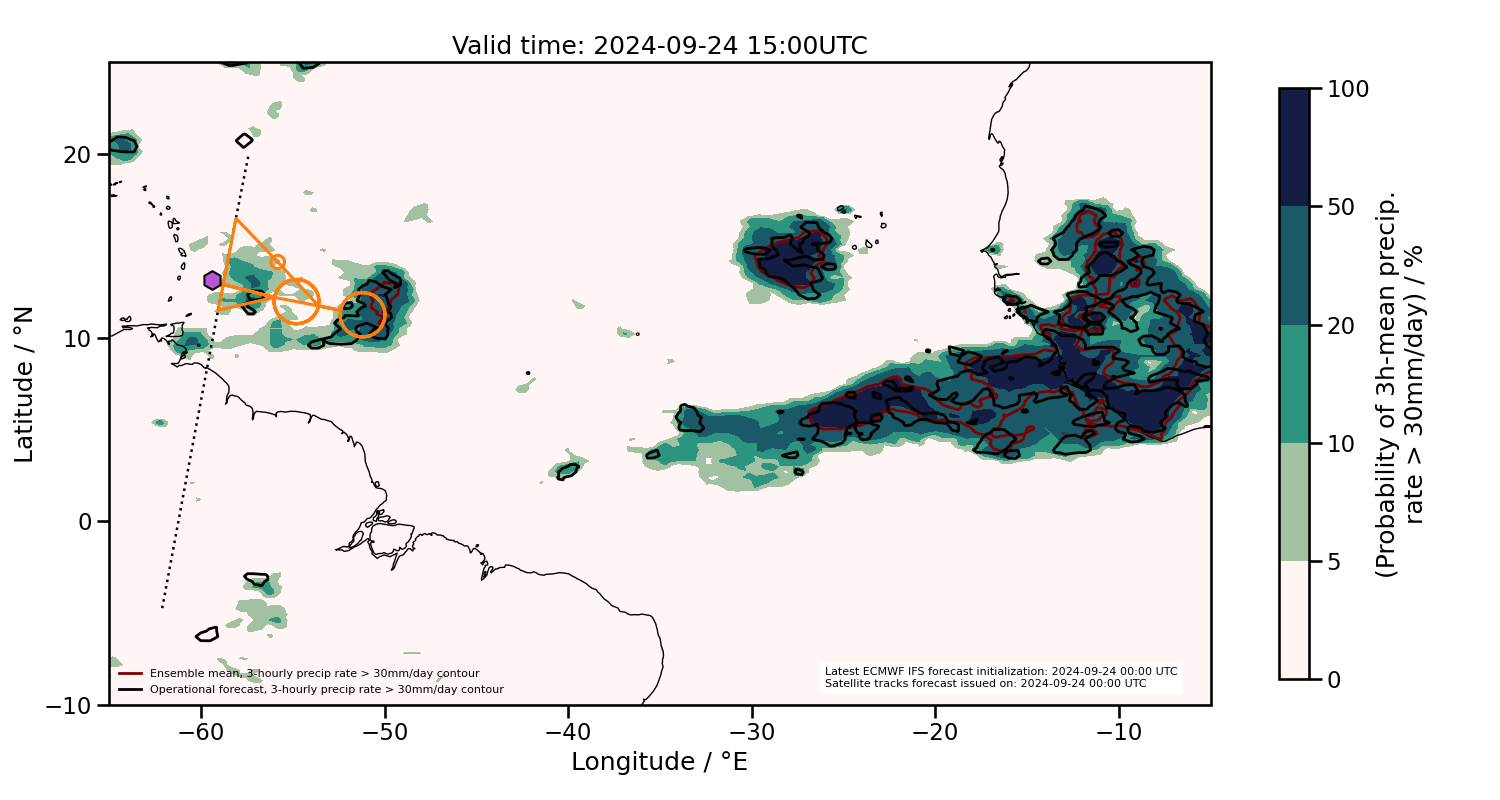 Valid time: 2024-09-24 15:00UTC
Latitude / °N
20
10
0
−10
−60
−50
−40
−30
−20
−10
Longitude / °E
Ensemble mean, 3-hourly precip rate > 30mm/day contour
Operational forecast, 3-hourly precip rate > 30mm/day contour
Latest ECMWF IFS forecast initialization: 2024-09-24 00:00 UTC
Satellite tracks forecast issued on: 2024-09-24 00:00 UTC
100
50
20
10
5
0
(Probability of 3h-mean precip.
rate > 30mm/day) / %